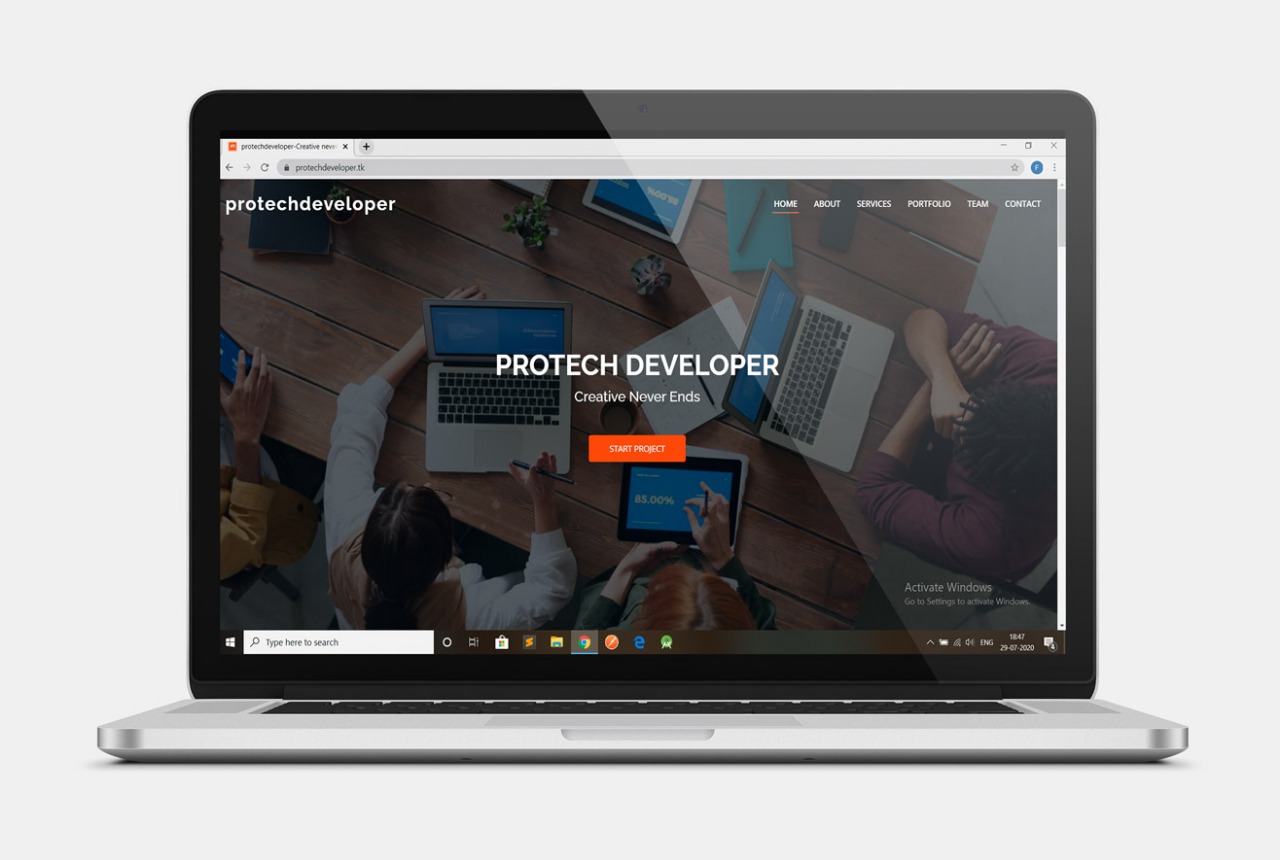 protechdeveloper-Creative neve
protechdeveloper.tk
F
protechdeveloper
HOME ABOUT SERVICES PORTFOLIO TEAM CONTACT
PROTECH DEVELOPER
Creative Never Ends
START PROJECT
85.00%
Activate Windows
Go to Settings to activate Windows.
Type here to search
ENG
18:47
29-07-2020
4